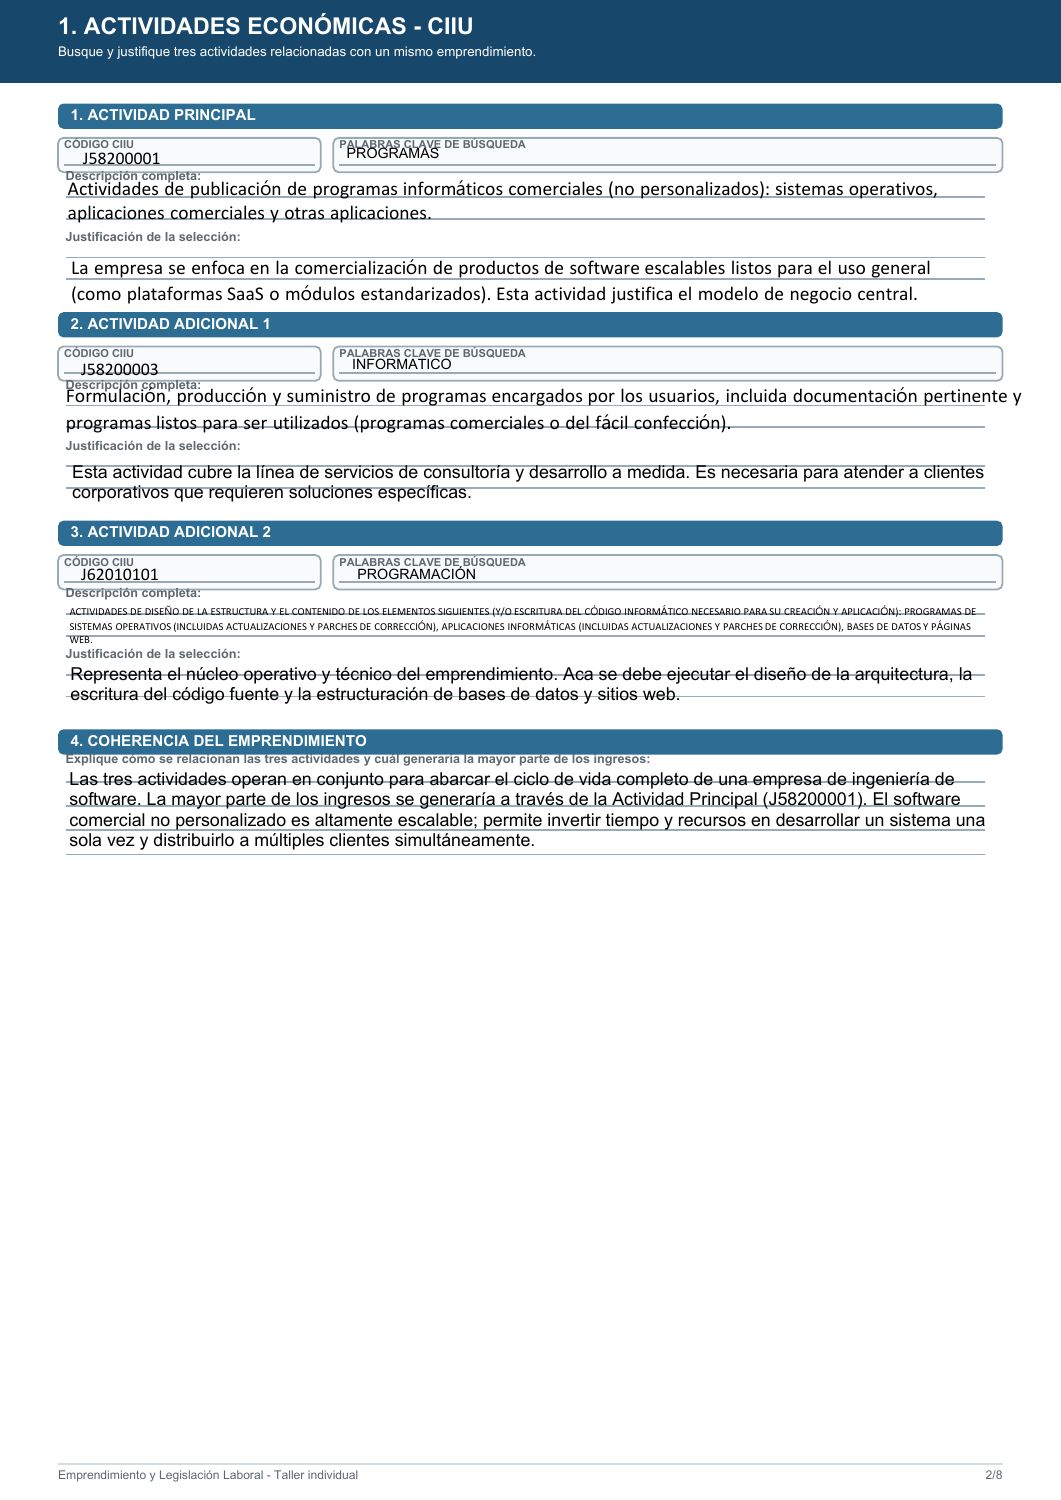 1. ACTIVIDADES ECONÓMICAS - CIIU
Busque y justifique tres actividades relacionadas con un mismo emprendimiento.
1. ACTIVIDAD PRINCIPAL
CÓDIGO CIIU
J58200001
PALABRAS CLAVE DE BÚSQUEDA
PROGRAMAS
Descripción completa:
Actividades de publicación de programas informáticos comerciales (no personalizados): sistemas operativos,
aplicaciones comerciales y otras aplicaciones.
Justificación de la selección:
La empresa se enfoca en la comercialización de productos de software escalables listos para el uso general
(como plataformas SaaS o módulos estandarizados). Esta actividad justifica el modelo de negocio central.
2. ACTIVIDAD ADICIONAL 1
CÓDIGO CIIU
J58200003
PALABRAS CLAVE DE BÚSQUEDA
INFORMÁTICO
Descripción completa:
Formulación, producción y suministro de programas encargados por los usuarios, incluida documentación pertinente y
programas listos para ser utilizados (programas comerciales o del fácil confección).
Justificación de la selección:
Esta actividad cubre la línea de servicios de consultoría y desarrollo a medida. Es necesaria para atender a clientes
corporativos que requieren soluciones específicas.
3. ACTIVIDAD ADICIONAL 2
CÓDIGO CIIU
J62010101
PALABRAS CLAVE DE BÚSQUEDA
PROGRAMACIÓN
Descripción completa:
ACTIVIDADES DE DISEÑO DE LA ESTRUCTURA Y EL CONTENIDO DE LOS ELEMENTOS SIGUIENTES (Y/O ESCRITURA DEL CÓDIGO INFORMÁTICO NECESARIO PARA SU CREACIÓN Y APLICACIÓN): PROGRAMAS DE
SISTEMAS OPERATIVOS (INCLUIDAS ACTUALIZACIONES Y PARCHES DE CORRECCIÓN), APLICACIONES INFORMÁTICAS (INCLUIDAS ACTUALIZACIONES Y PARCHES DE CORRECCIÓN), BASES DE DATOS Y PÁGINAS
WEB.
Justificación de la selección:
Representa el núcleo operativo y técnico del emprendimiento. Aca se debe ejecutar el diseño de la arquitectura, la
escritura del código fuente y la estructuración de bases de datos y sitios web.
4. COHERENCIA DEL EMPRENDIMIENTO
Explique cómo se relacionan las tres actividades y cuál generaría la mayor parte de los ingresos:
Las tres actividades operan en conjunto para abarcar el ciclo de vida completo de una empresa de ingeniería de
software. La mayor parte de los ingresos se generaría a través de la Actividad Principal (J58200001). El software
comercial no personalizado es altamente escalable; permite invertir tiempo y recursos en desarrollar un sistema una
sola vez y distribuirlo a múltiples clientes simultáneamente.
Emprendimiento y Legislación Laboral - Taller individual
2/8